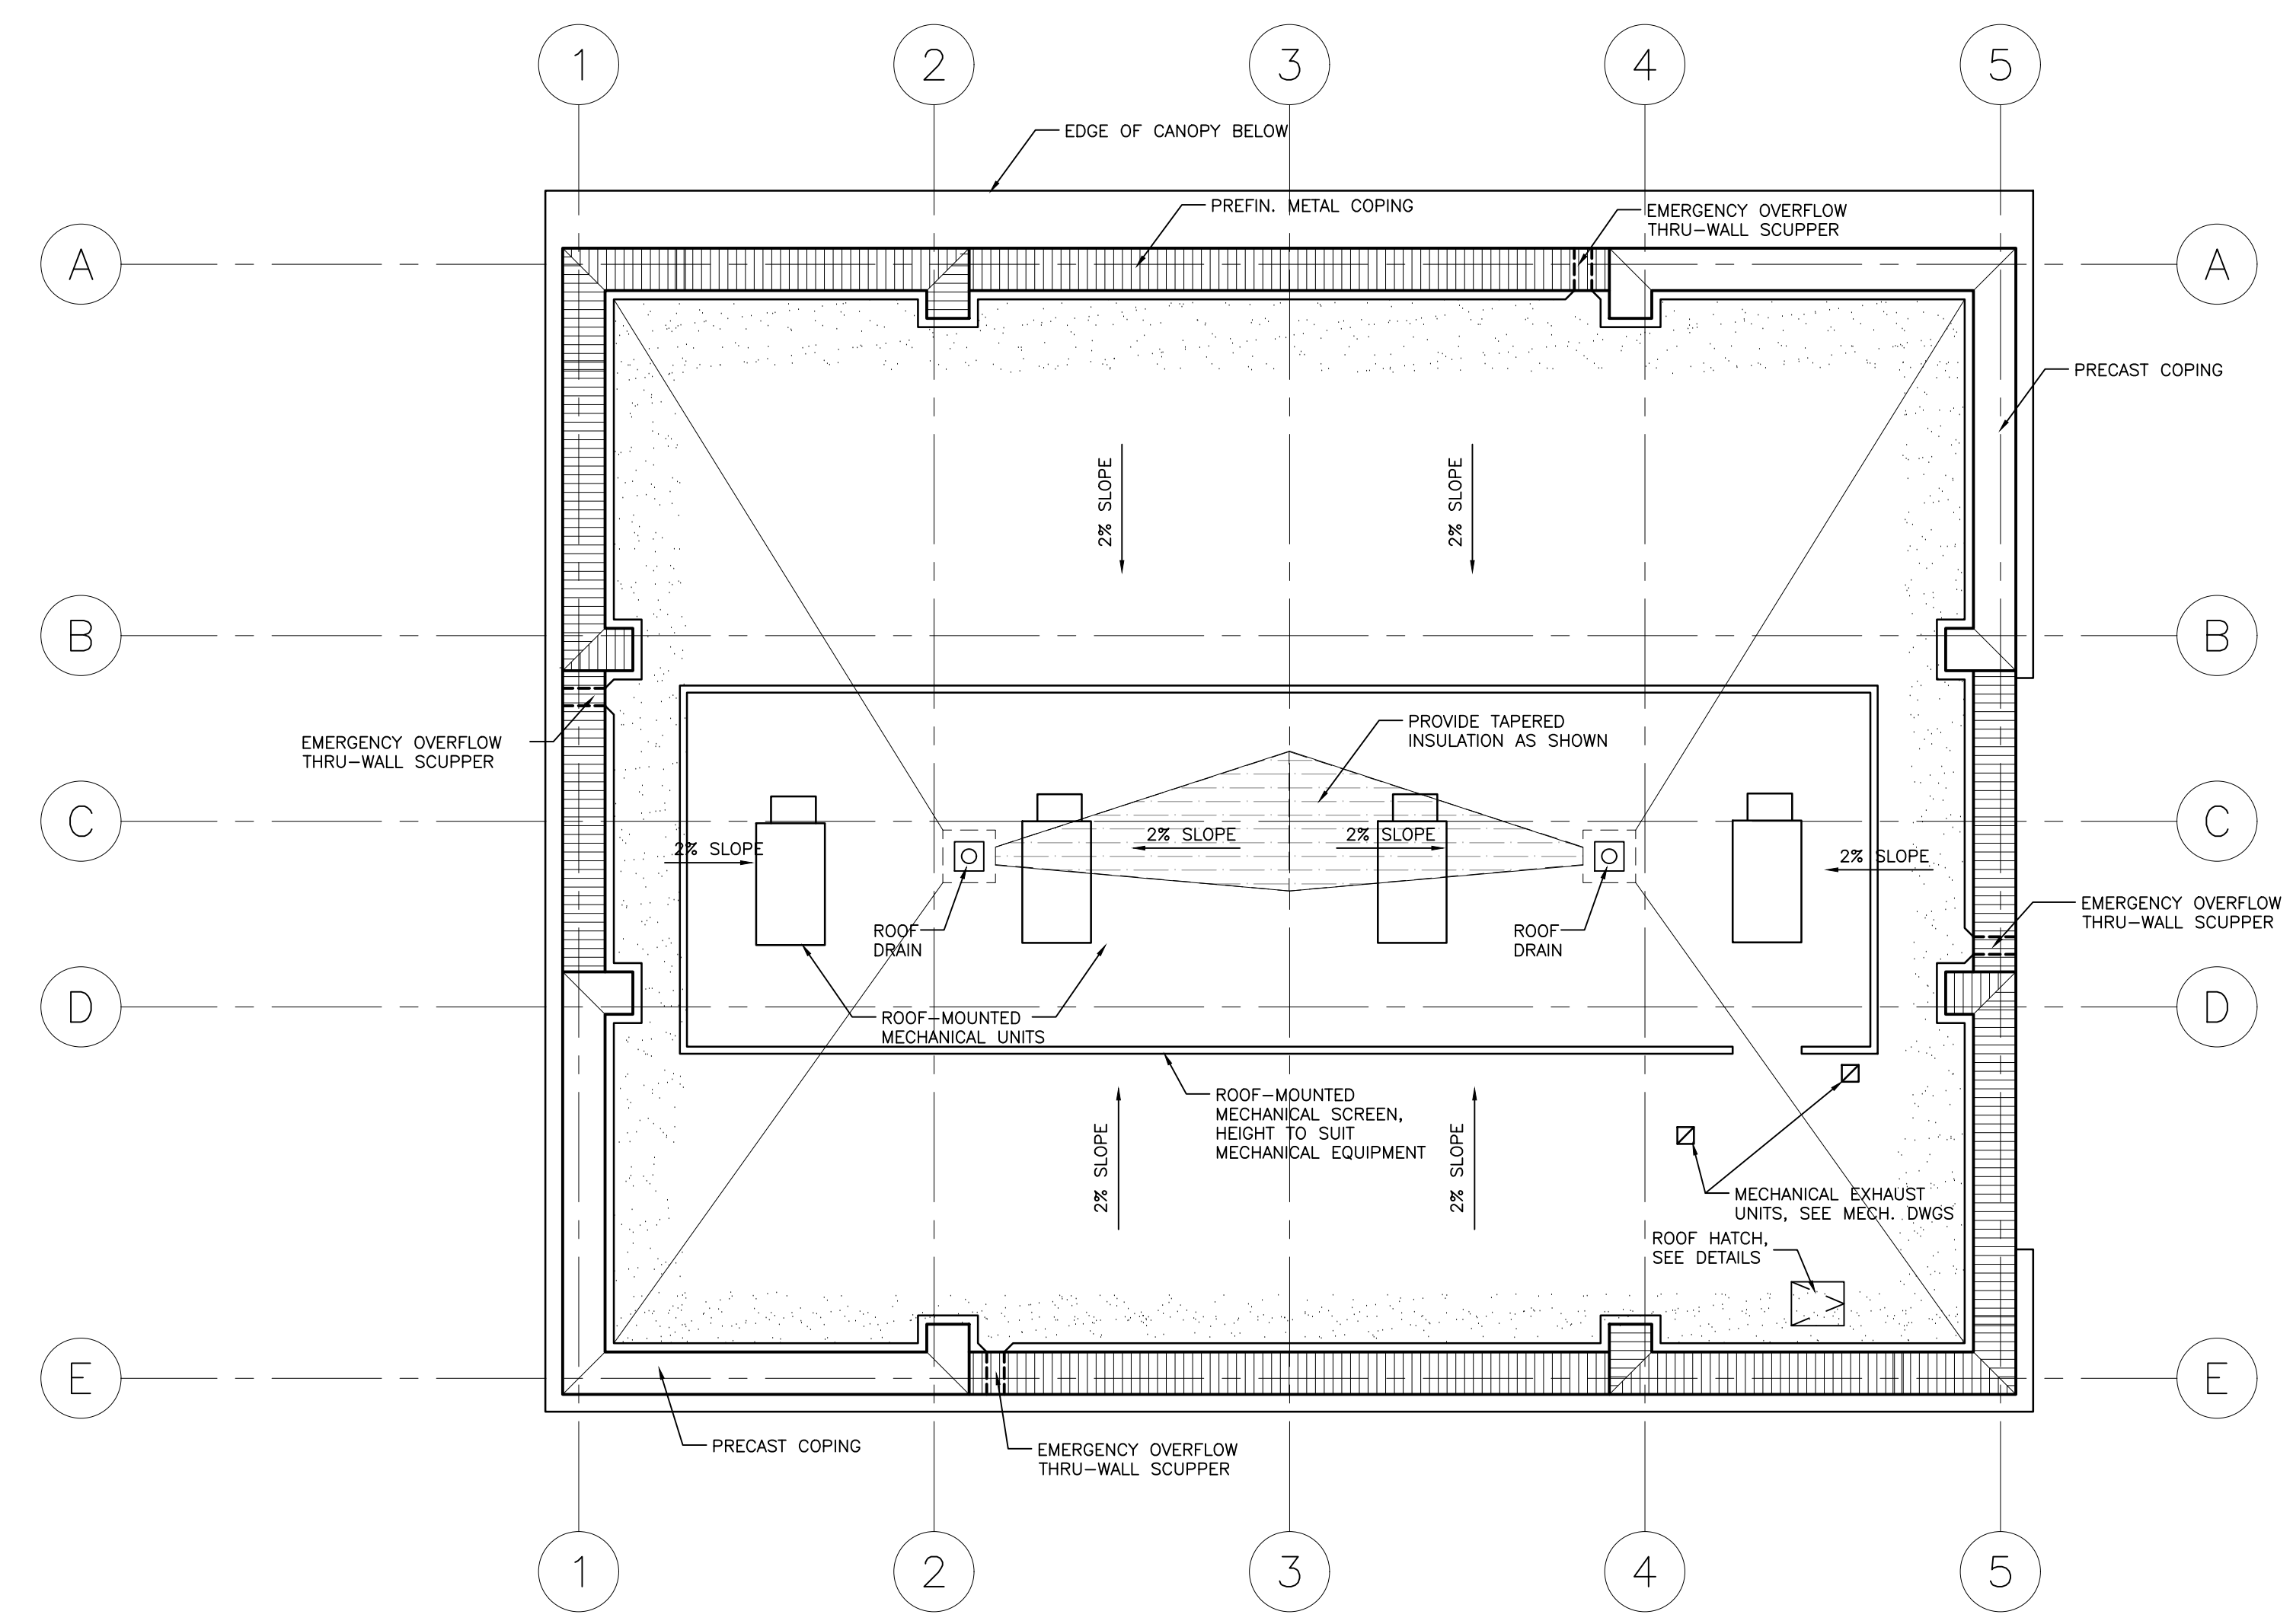 1 2 3 4 5
EDGE OF CANOPY BELOW
PREFIN. METAL COPING
EMERGENCY OVERFLOW
THRU-WALL SCUPPER
A A
PRECAST COPING
2% SLOPE
2% SLOPE
B B
EMERGENCY OVERFLOW
THRU-WALL SCUPPER
PROVIDE TAPERED
INSULATION AS SHOWN
C C
2% SLOPE
2% SLOPE
2% SLOPE
2% SLOPE
ROOF
DRAIN
ROOF
DRAIN
EMERGENCY OVERFLOW
THRU-WALL SCUPPER
D D
ROOF-MOUNTED
MECHANICAL UNITS
ROOF-MOUNTED
MECHANICAL SCREEN,
HEIGHT TO SUIT
MECHANICAL EQUIPMENT
2% SLOPE
2% SLOPE
MECHANICAL EXHAUST
UNITS, SEE MECH. DWGS
ROOF HATCH,
SEE DETAILS
E E
PRECAST COPING
EMERGENCY OVERFLOW
THRU-WALL SCUPPER
1 2 3 4 5